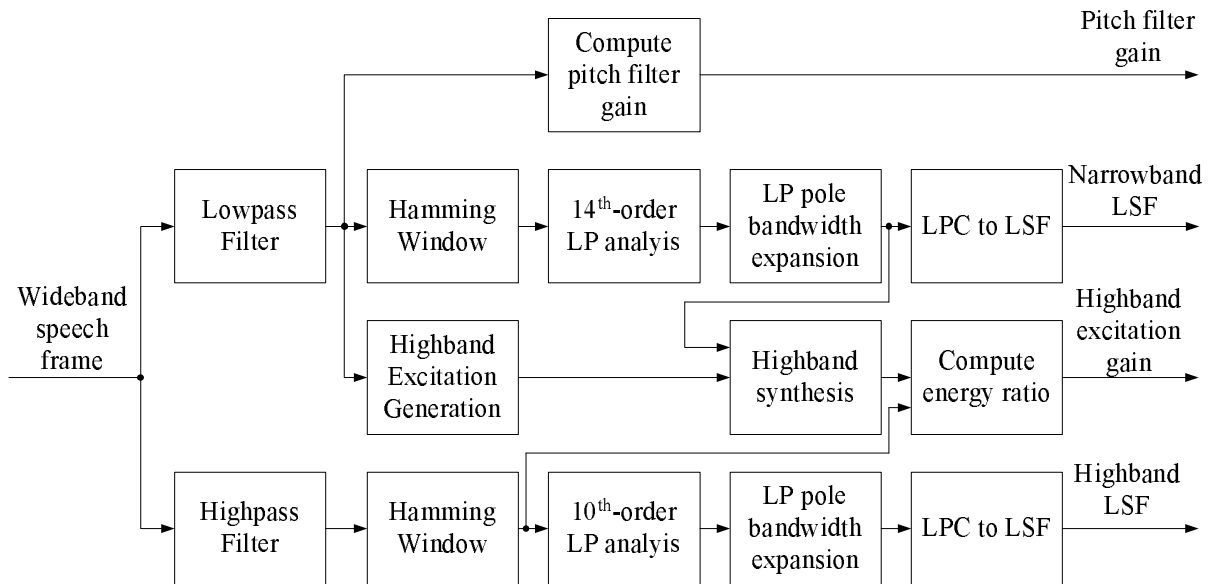 Compute
pitch filter
gain
Pitch filter
gain
Lowpass
Filter
Hamming
Window
14th-order
LP analyis
LP pole
bandwidth
expansion
LPC to LSF
Narrowband
LSF
Wideband
speech
frame
Highband
Excitation
Generation
Highband
synthesis
Compute
energy ratio
Highband
excitation
gain
Highpass
Filter
Hamming
Window
10th-order
LP analyis
LP pole
bandwidth
expansion
LPC to LSF
Highband
LSF